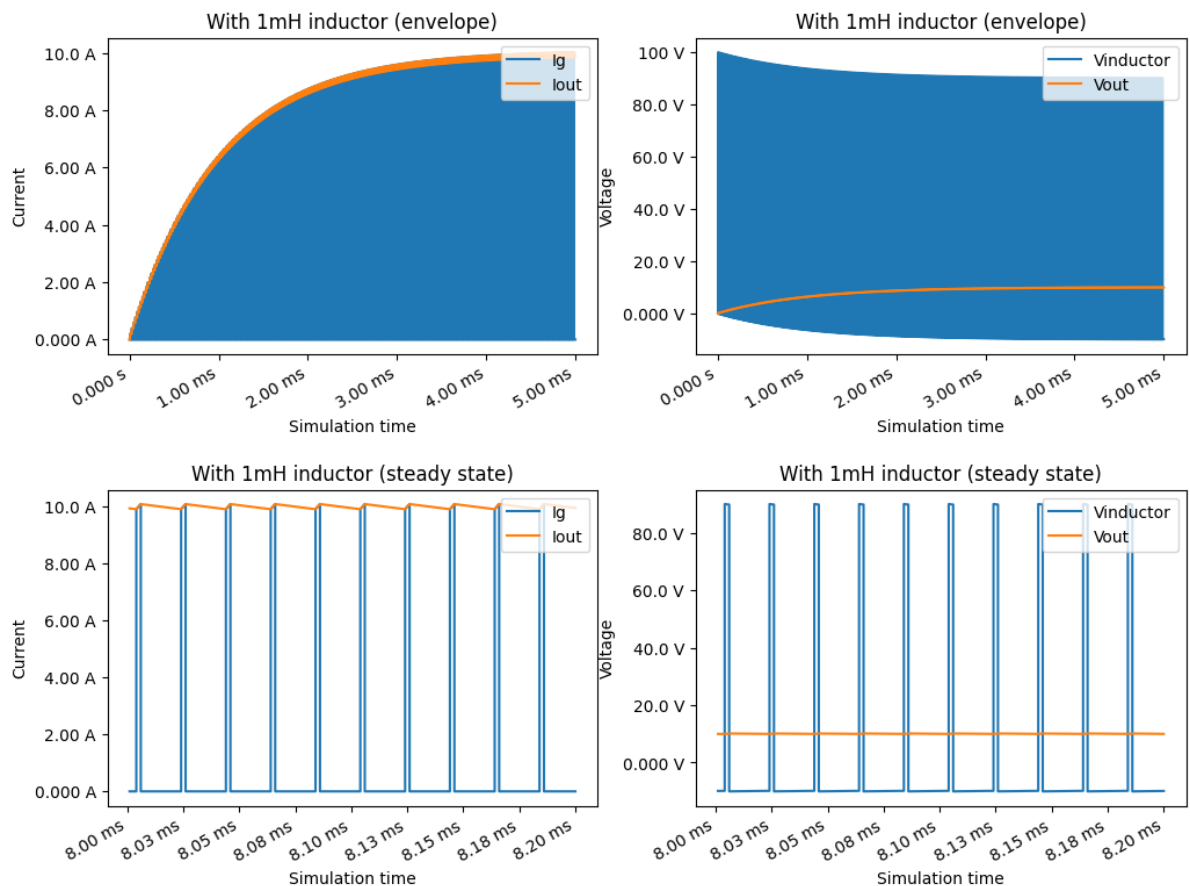 With 1mH inductor (envelope)
10.0 A
8.00 A
6.00 A
4.00 A
2.00 A
0.000 A
Current
Ig
Iout
0.000 s
1.00 ms
2.00 ms
3.00 ms
4.00 ms
5.00 ms
Simulation time
With 1mH inductor (envelope)
100 V
80.0 V
60.0 V
40.0 V
20.0 V
0.000 V
Voltage
Vinductor
Vout
0.000 s
1.00 ms
2.00 ms
3.00 ms
4.00 ms
5.00 ms
Simulation time
With 1mH inductor (steady state)
10.0 A
8.00 A
6.00 A
4.00 A
2.00 A
0.000 A
Current
Ig
Iout
8.00 ms
8.03 ms
8.05 ms
8.08 ms
8.10 ms
8.13 ms
8.15 ms
8.18 ms
8.20 ms
Simulation time
With 1mH inductor (steady state)
80.0 V
60.0 V
40.0 V
20.0 V
0.000 V
Voltage
Vinductor
Vout
8.00 ms
8.03 ms
8.05 ms
8.08 ms
8.10 ms
8.13 ms
8.15 ms
8.18 ms
8.20 ms
Simulation time